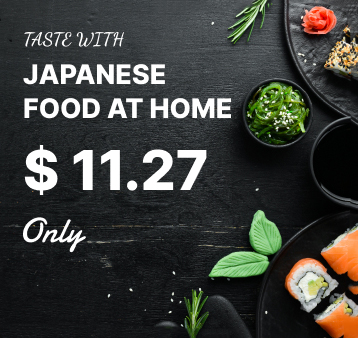 TASTE WITH
JAPANESE
FOOD AT HOME
$ 11.27
Only